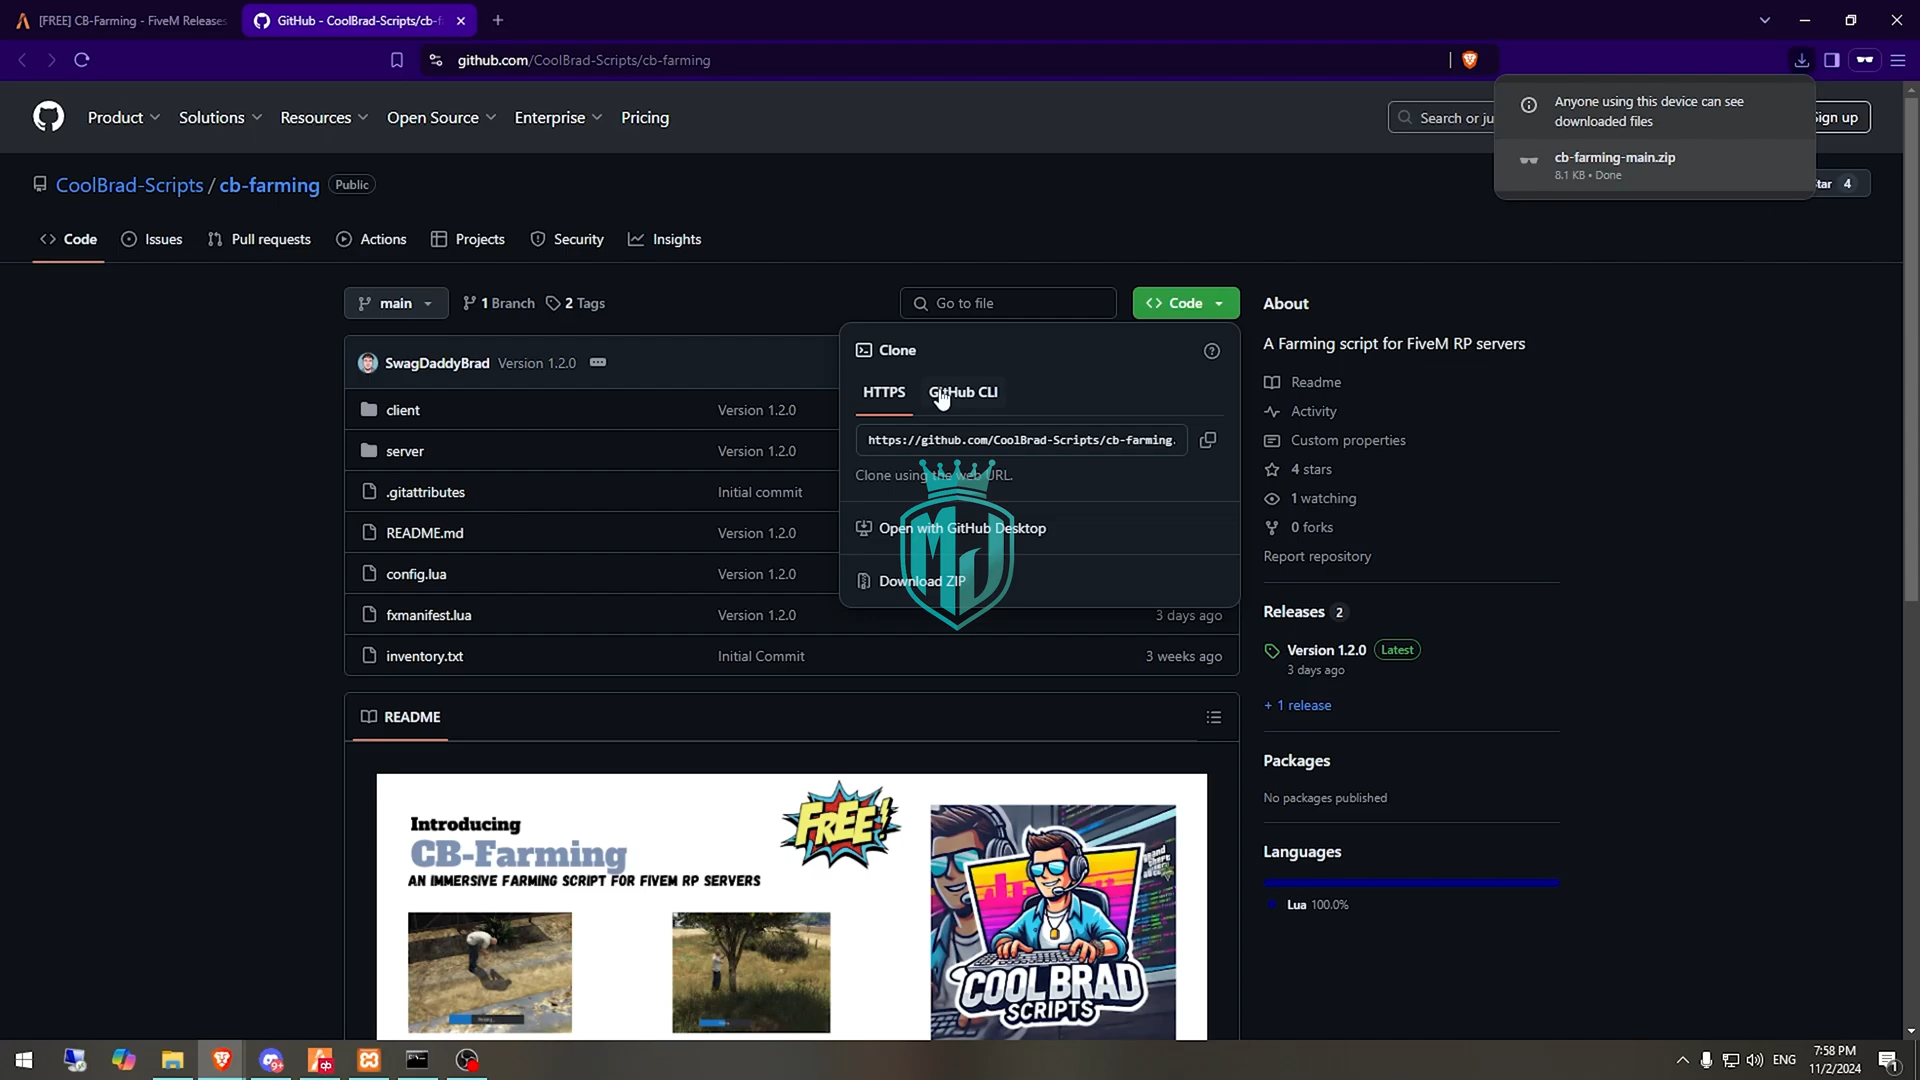 [FREE] CB-Farming - FiveM Releases
GitHub - CoolBrad-Scripts/cb-f
github.com/CoolBrad-Scripts/cb-farming
Product
Solutions
Resources
Open Source
Enterprise
Pricing
Search or ju
Sign up
Anyone using this device can see
downloaded files
cb-farming-main.zip
8.1 KB • Done
CoolBrad-Scripts / cb-farming
Public
tar 4
Code
Issues
Pull requests
Actions
Projects
Security
Insights
main
1 Branch
2 Tags
Go to file
Code
SwagDaddyBrad Version 1.2.0
client Version 1.2.0
server Version 1.2.0
.gitattributes Initial commit
README.md Version 1.2.0
config.lua Version 1.2.0
fxmanifest.lua Version 1.2.0 3 days ago
inventory.txt Initial Commit 3 weeks ago
Clone
HTTPS
GitHub CLI
https://github.com/CoolBrad-Scripts/cb-farming.
Clone using the web URL.
Open with GitHub Desktop
Download ZIP
MJ
About
A Farming script for FiveM RP servers
Readme
Activity
Custom properties
4 stars
1 watching
0 forks
Report repository
Releases 2
Version 1.2.0 Latest
3 days ago
+ 1 release
Packages
No packages published
Languages
Lua 100.0%
README
Introducing
CB-Farming
AN IMMERSIVE FARMING SCRIPT FOR FIVEM RP SERVERS
FREE!
COOLBRAD
SCRIPTS
ENG
7:58 PM
11/2/2024